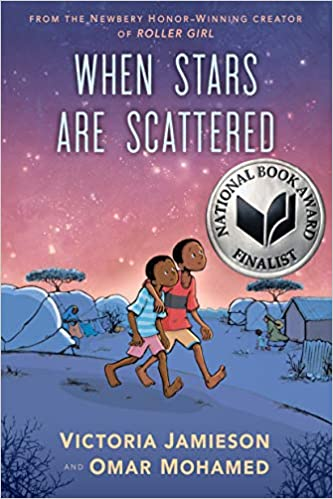 FROM THE NEWBERY HONOR–WINNING CREATOR
OF ROLLER GIRL
WHEN STARS
ARE SCATTERED
NATIONAL BOOK AWARD
FINALIST
VICTORIA JAMIESON
AND OMAR MOHAMED